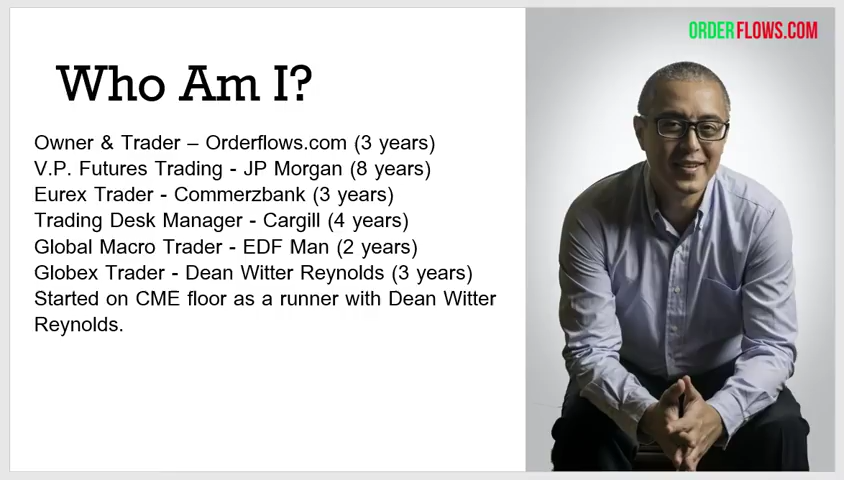 ORDERFLOWS.COM
Who Am I?
Owner & Trader – Orderflows.com (3 years)
V.P. Futures Trading - JP Morgan (8 years)
Eurex Trader - Commerzbank (3 years)
Trading Desk Manager - Cargill (4 years)
Global Macro Trader - EDF Man (2 years)
Globex Trader - Dean Witter Reynolds (3 years)
Started on CME floor as a runner with Dean Witter
Reynolds.